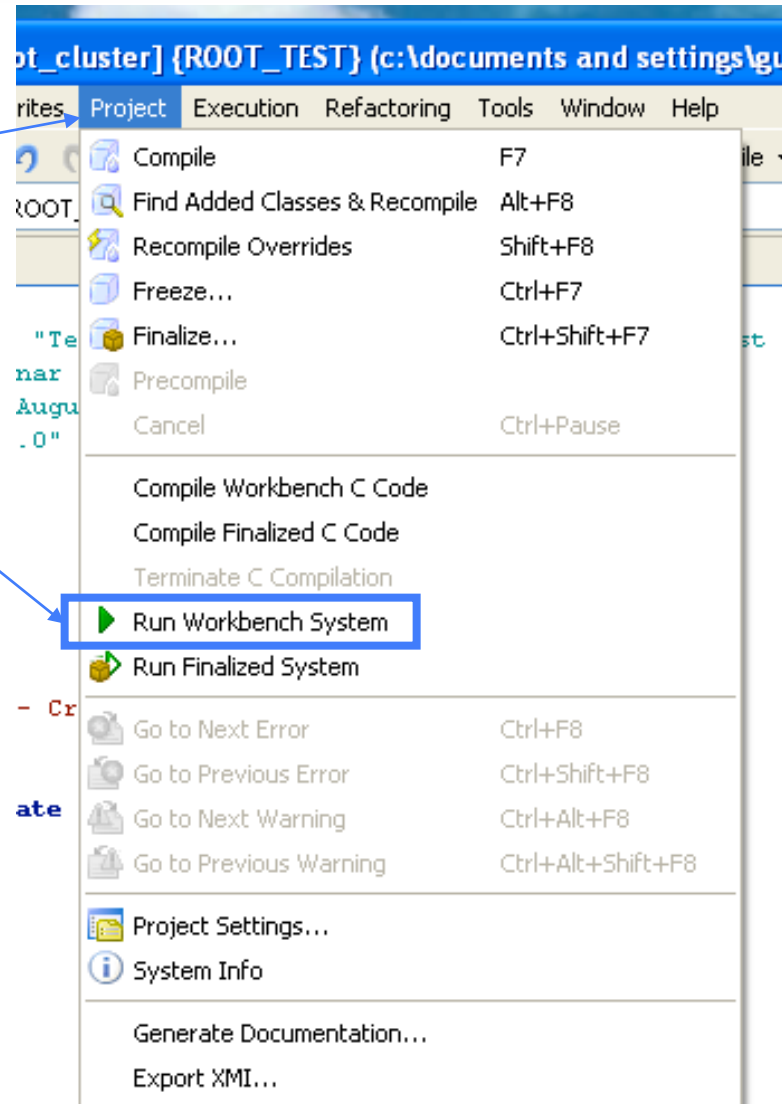 ot_cluster] {ROOT_TEST} (c:\documents and settings\gu
rites Project Execution Refactoring Tools Window Help
Compile F7 ile
ROOT_ Find Added Classes & Recompile Alt+F8
Recompile Overrides Shift+F8
Freeze... Ctrl+F7
"Te Finalize... Ctrl+Shift+F7 st
nar Precompile
Augu Cancel Ctrl+Pause
.0"
Compile Workbench C Code
Compile Finalized C Code
Terminate C Compilation
Run Workbench System
Run Finalized System
- Cr
Go to Next Error Ctrl+F8
Go to Previous Error Ctrl+Shift+F8
ate Go to Next Warning Ctrl+Alt+F8
Go to Previous Warning Ctrl+Alt+Shift+F8
Project Settings...
System Info
Generate Documentation...
Export XMI...